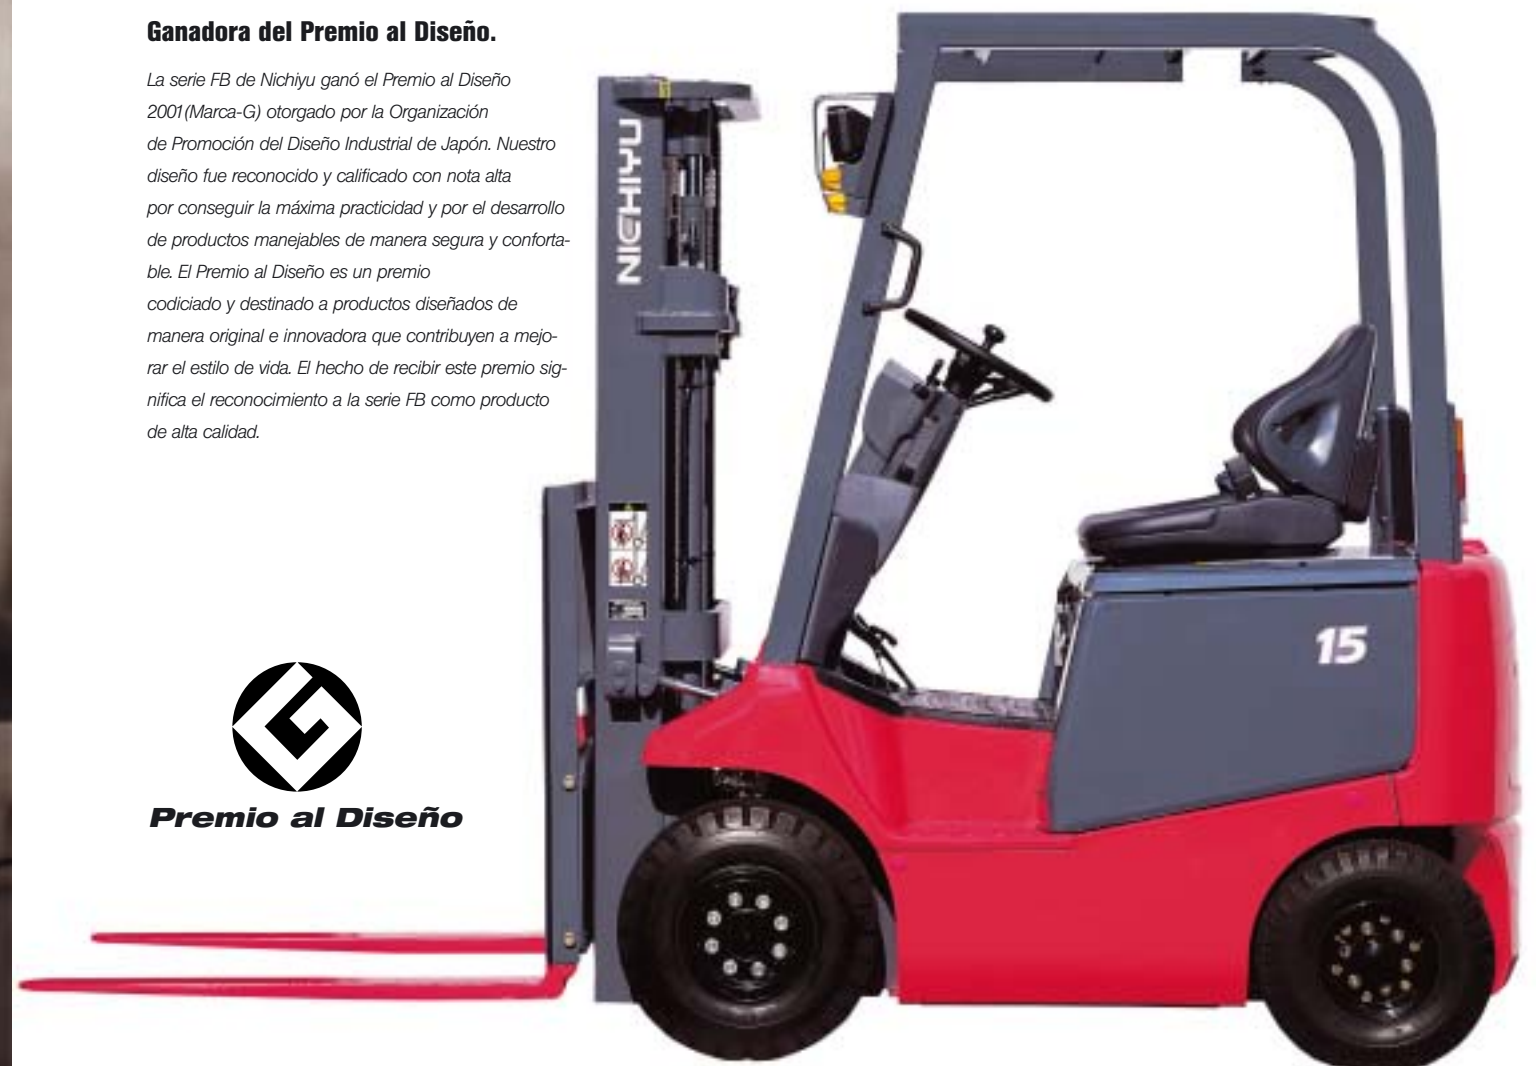 Ganadora del Premio al Diseño.
La serie FB de Nichiyu ganó el Premio al Diseño
2001(Marca-G) otorgado por la Organización
de Promoción del Diseño Industrial de Japón. Nuestro
diseño fue reconocido y calificado con nota alta
por conseguir la máxima practicidad y por el desarrollo
de productos manejables de manera segura y conforta-
ble. El Premio al Diseño es un premio
codiciado y destinado a productos diseñados de
manera original e innovadora que contribuyen a mejo-
rar el estilo de vida. El hecho de recibir este premio sig-
nifica el reconocimiento a la serie FB como producto
de alta calidad.
Premio al Diseño
NICHIYU
15